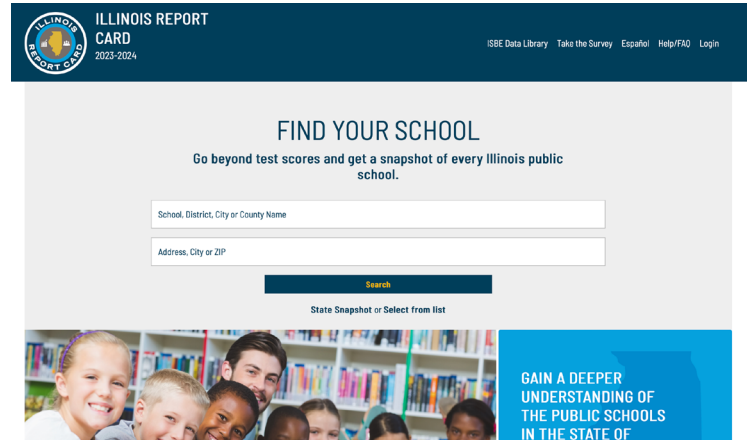 ILLINOIS
REPORT CARD
ILLINOIS REPORT
CARD
2023-2024
ISBE Data Library Take the Survey Español Help/FAQ Login
FIND YOUR SCHOOL
Go beyond test scores and get a snapshot of every Illinois public
school.
School, District, City or County Name
Address, City or ZIP
Search
State Snapshot or Select from list
GAIN A DEEPER
UNDERSTANDING OF
THE PUBLIC SCHOOLS
IN THE STATE OF